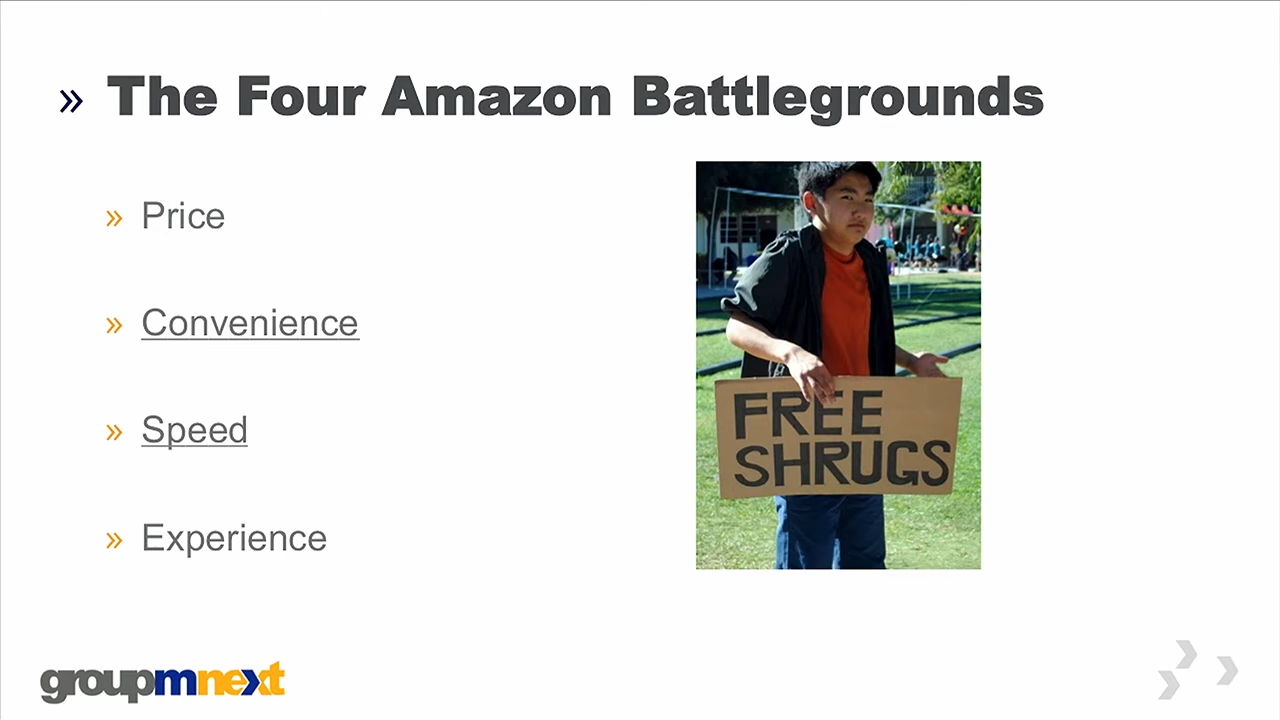 » The Four Amazon Battlegrounds
» Price
» Convenience
» Speed
» Experience
FREE
SHRUGS
groupmnext